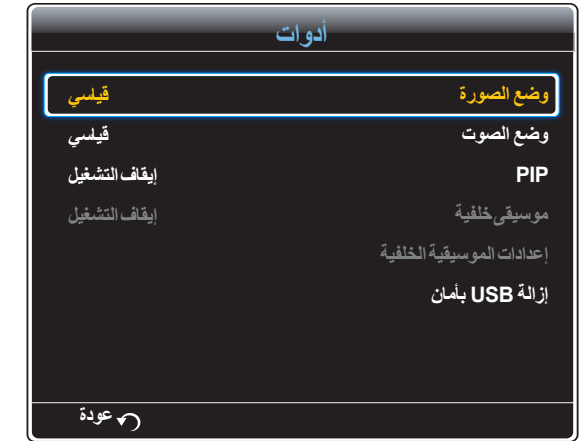 أدوات
وضع الصورة قياسي
وضع الصوت قياسي
PIP إيقاف التشغيل
موسيقى خلفية إيقاف التشغيل
إعدادات الموسيقية الخلفية
إزالة USB بأمان
عودة